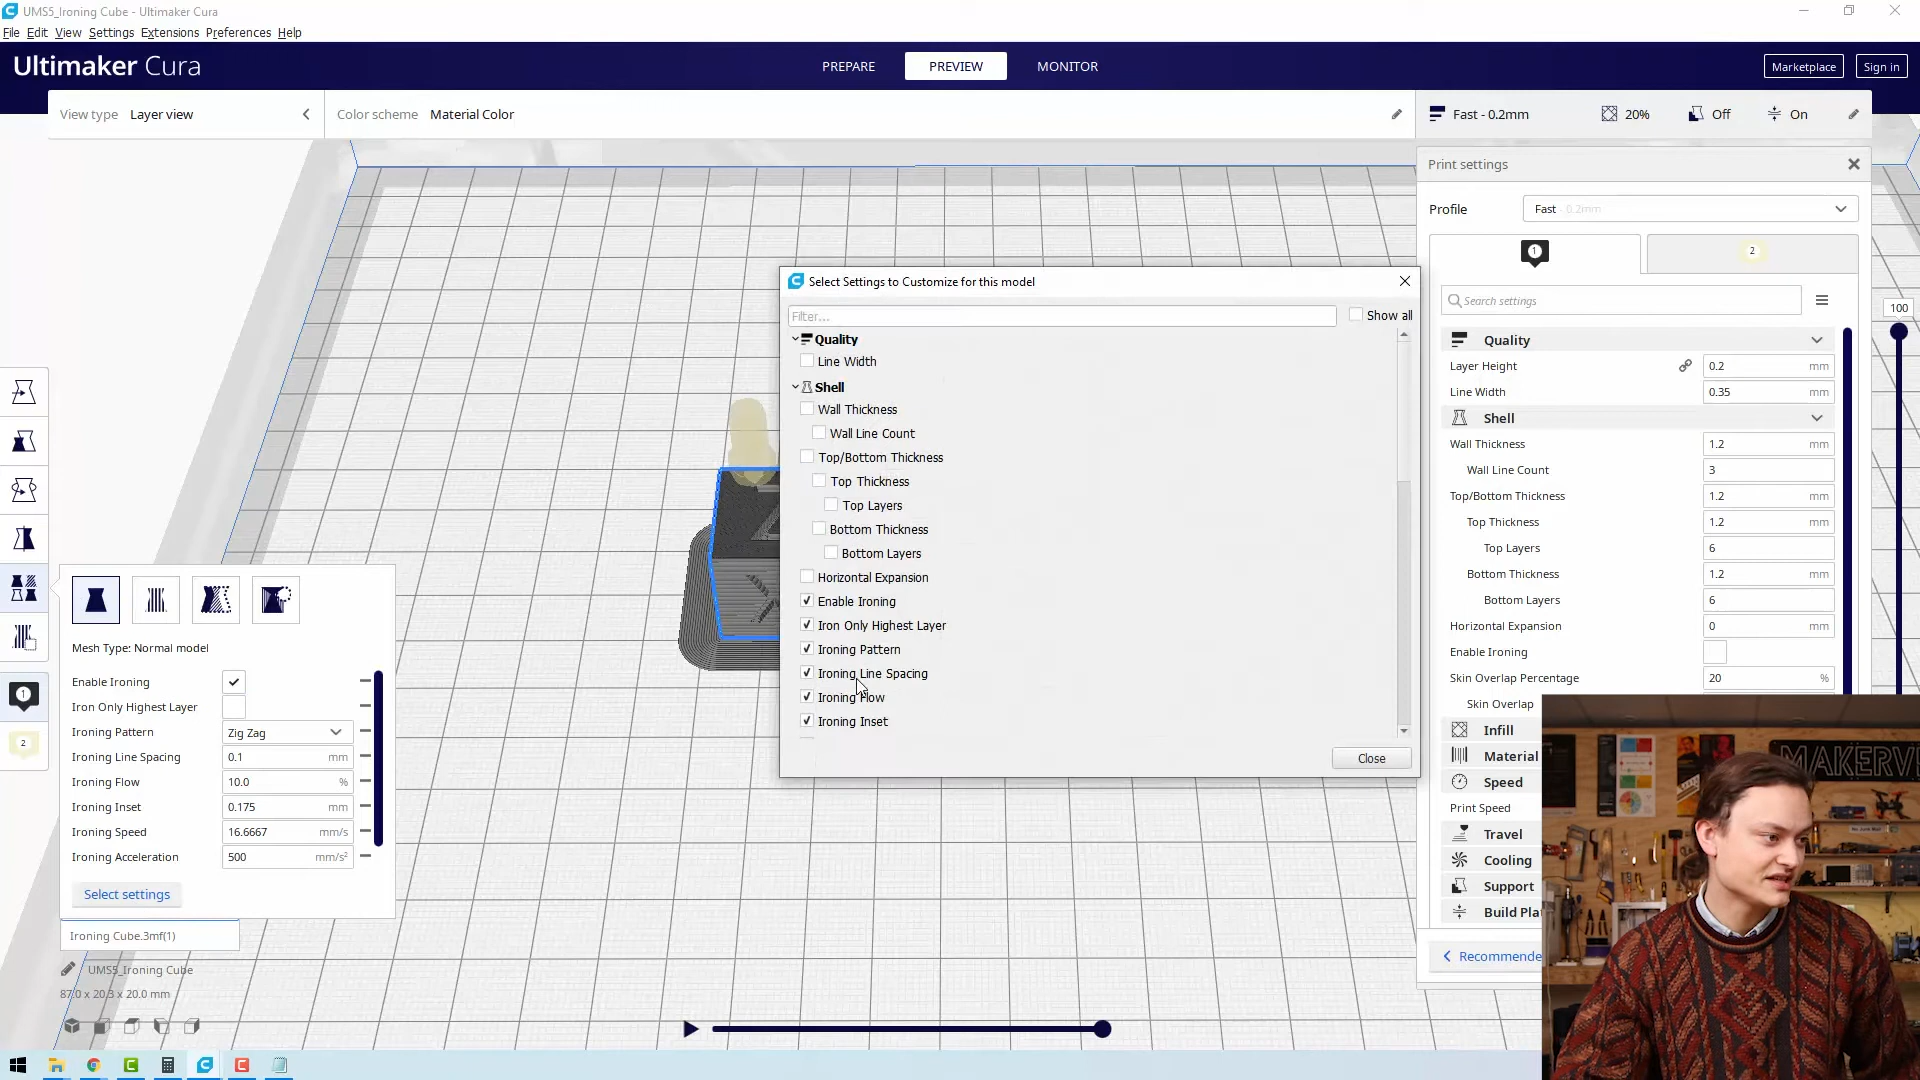 UMS5_Ironing Cube - Ultimaker Cura
File Edit View Settings Extensions Preferences Help
Ultimaker Cura
PREPARE
PREVIEW
MONITOR
Marketplace
Sign in
View type Layer view
Color scheme Material Color
Fast - 0.2mm
20%
Off
On
Print settings
Profile
Fast - 0.2mm
1
2
Search settings
100
Quality
Layer Height 0.2 mm
Line Width 0.35 mm
Shell
Wall Thickness 1.2 mm
Wall Line Count 3
Top/Bottom Thickness 1.2 mm
Top Thickness 1.2 mm
Top Layers 6
Bottom Thickness 1.2 mm
Bottom Layers 6
Horizontal Expansion 0 mm
Enable Ironing
Skin Overlap Percentage 20 %
Skin Overlap
Infill
Material
Speed
Print Speed
Travel
Cooling
Support
Build Pla
Recommende
Select Settings to Customize for this model
Filter...
Show all
Quality
Line Width
Shell
Wall Thickness
Wall Line Count
Top/Bottom Thickness
Top Thickness
Top Layers
Bottom Thickness
Bottom Layers
Horizontal Expansion
Enable Ironing
Iron Only Highest Layer
Ironing Pattern
Ironing Line Spacing
Ironing Flow
Ironing Inset
Close
1
2
Mesh Type: Normal model
Enable Ironing
Iron Only Highest Layer
Ironing Pattern Zig Zag
Ironing Line Spacing 0.1 mm
Ironing Flow 10.0 %
Ironing Inset 0.175 mm
Ironing Speed 16.6667 mm/s
Ironing Acceleration 500 mm/s²
Select settings
Ironing Cube.3mf(1)
UMS5_Ironing Cube
87.0 x 20.3 x 20.0 mm
MAKERV